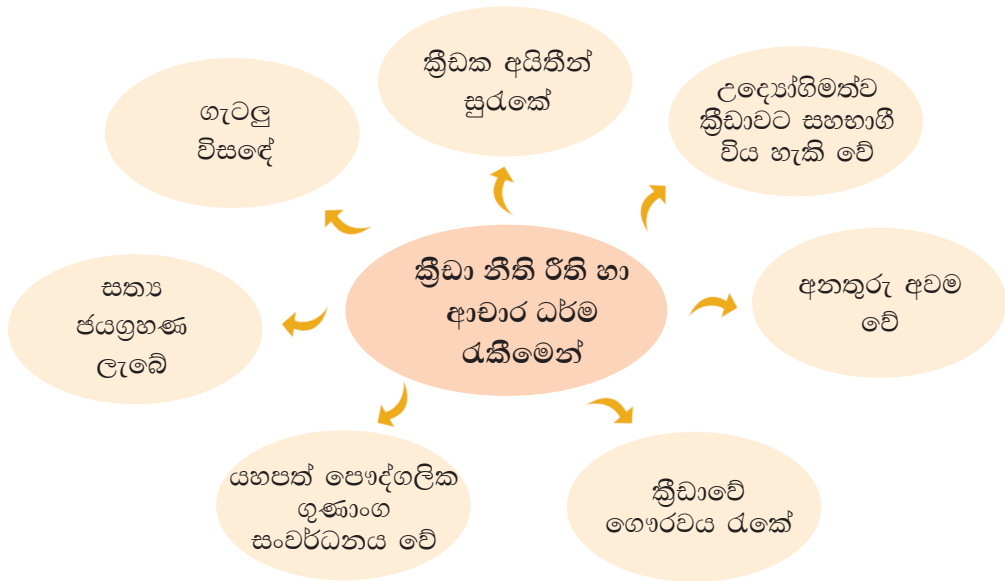 ක්‍රීඩක අයිතීන්
සුරැකේ
උද්‍යෝගිමත්ව
ක්‍රීඩාවට සහභාගී
විය හැකි වේ
ගැටලු
විසඳේ
ක්‍රීඩා නීති රීති හා
ආචාර ධර්ම
රැකීමෙන්
අනතුරු අවම
වේ
සත්‍ය
ජයග්‍රහණ
ලැබේ
යහපත් පෞද්ගලික
ගුණාංග
සංවර්ධනය වේ
ක්‍රීඩාවේ
ගෞරවය රැකේ